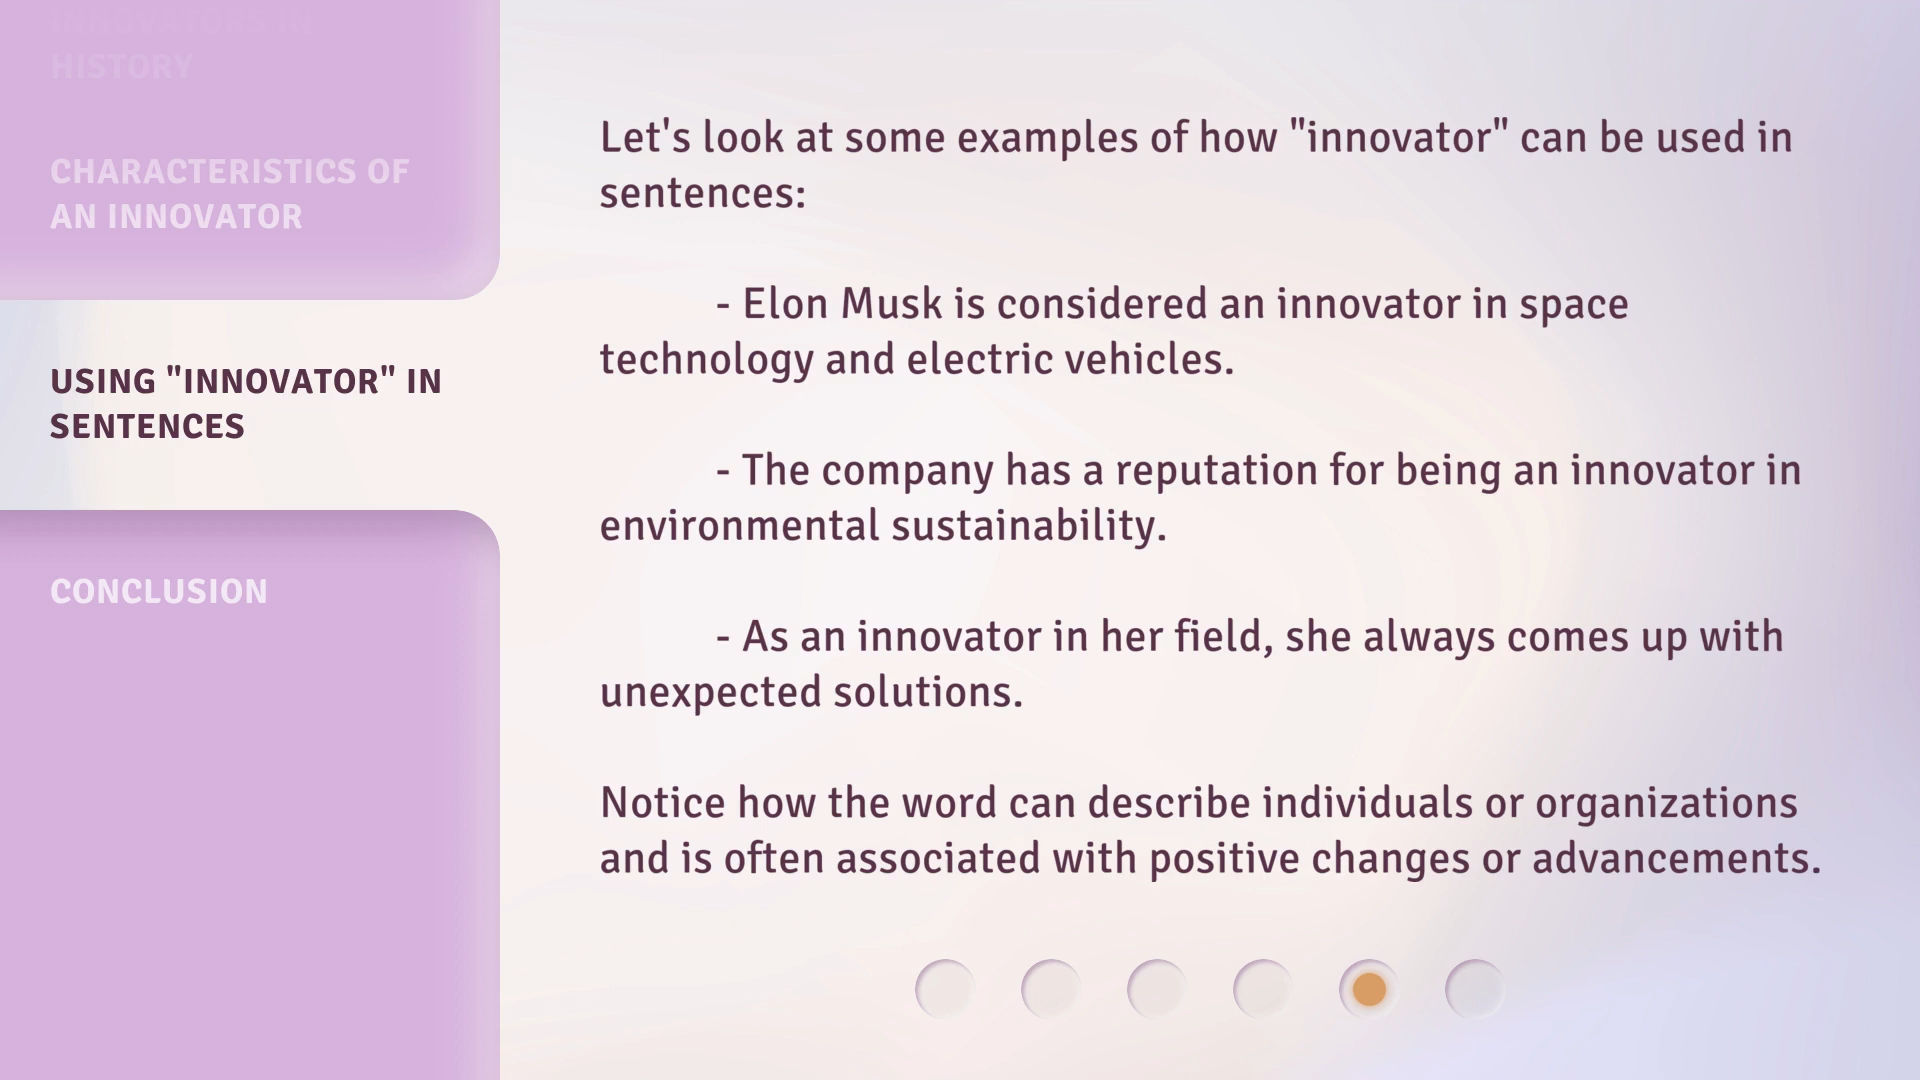 INNOVATORS IN
HISTORY
CHARACTERISTICS OF
AN INNOVATOR
USING "INNOVATOR" IN
SENTENCES
CONCLUSION
Let's look at some examples of how "innovator" can be used in
sentences:
- Elon Musk is considered an innovator in space
technology and electric vehicles.
- The company has a reputation for being an innovator in
environmental sustainability.
- As an innovator in her field, she always comes up with
unexpected solutions.
Notice how the word can describe individuals or organizations
and is often associated with positive changes or advancements.